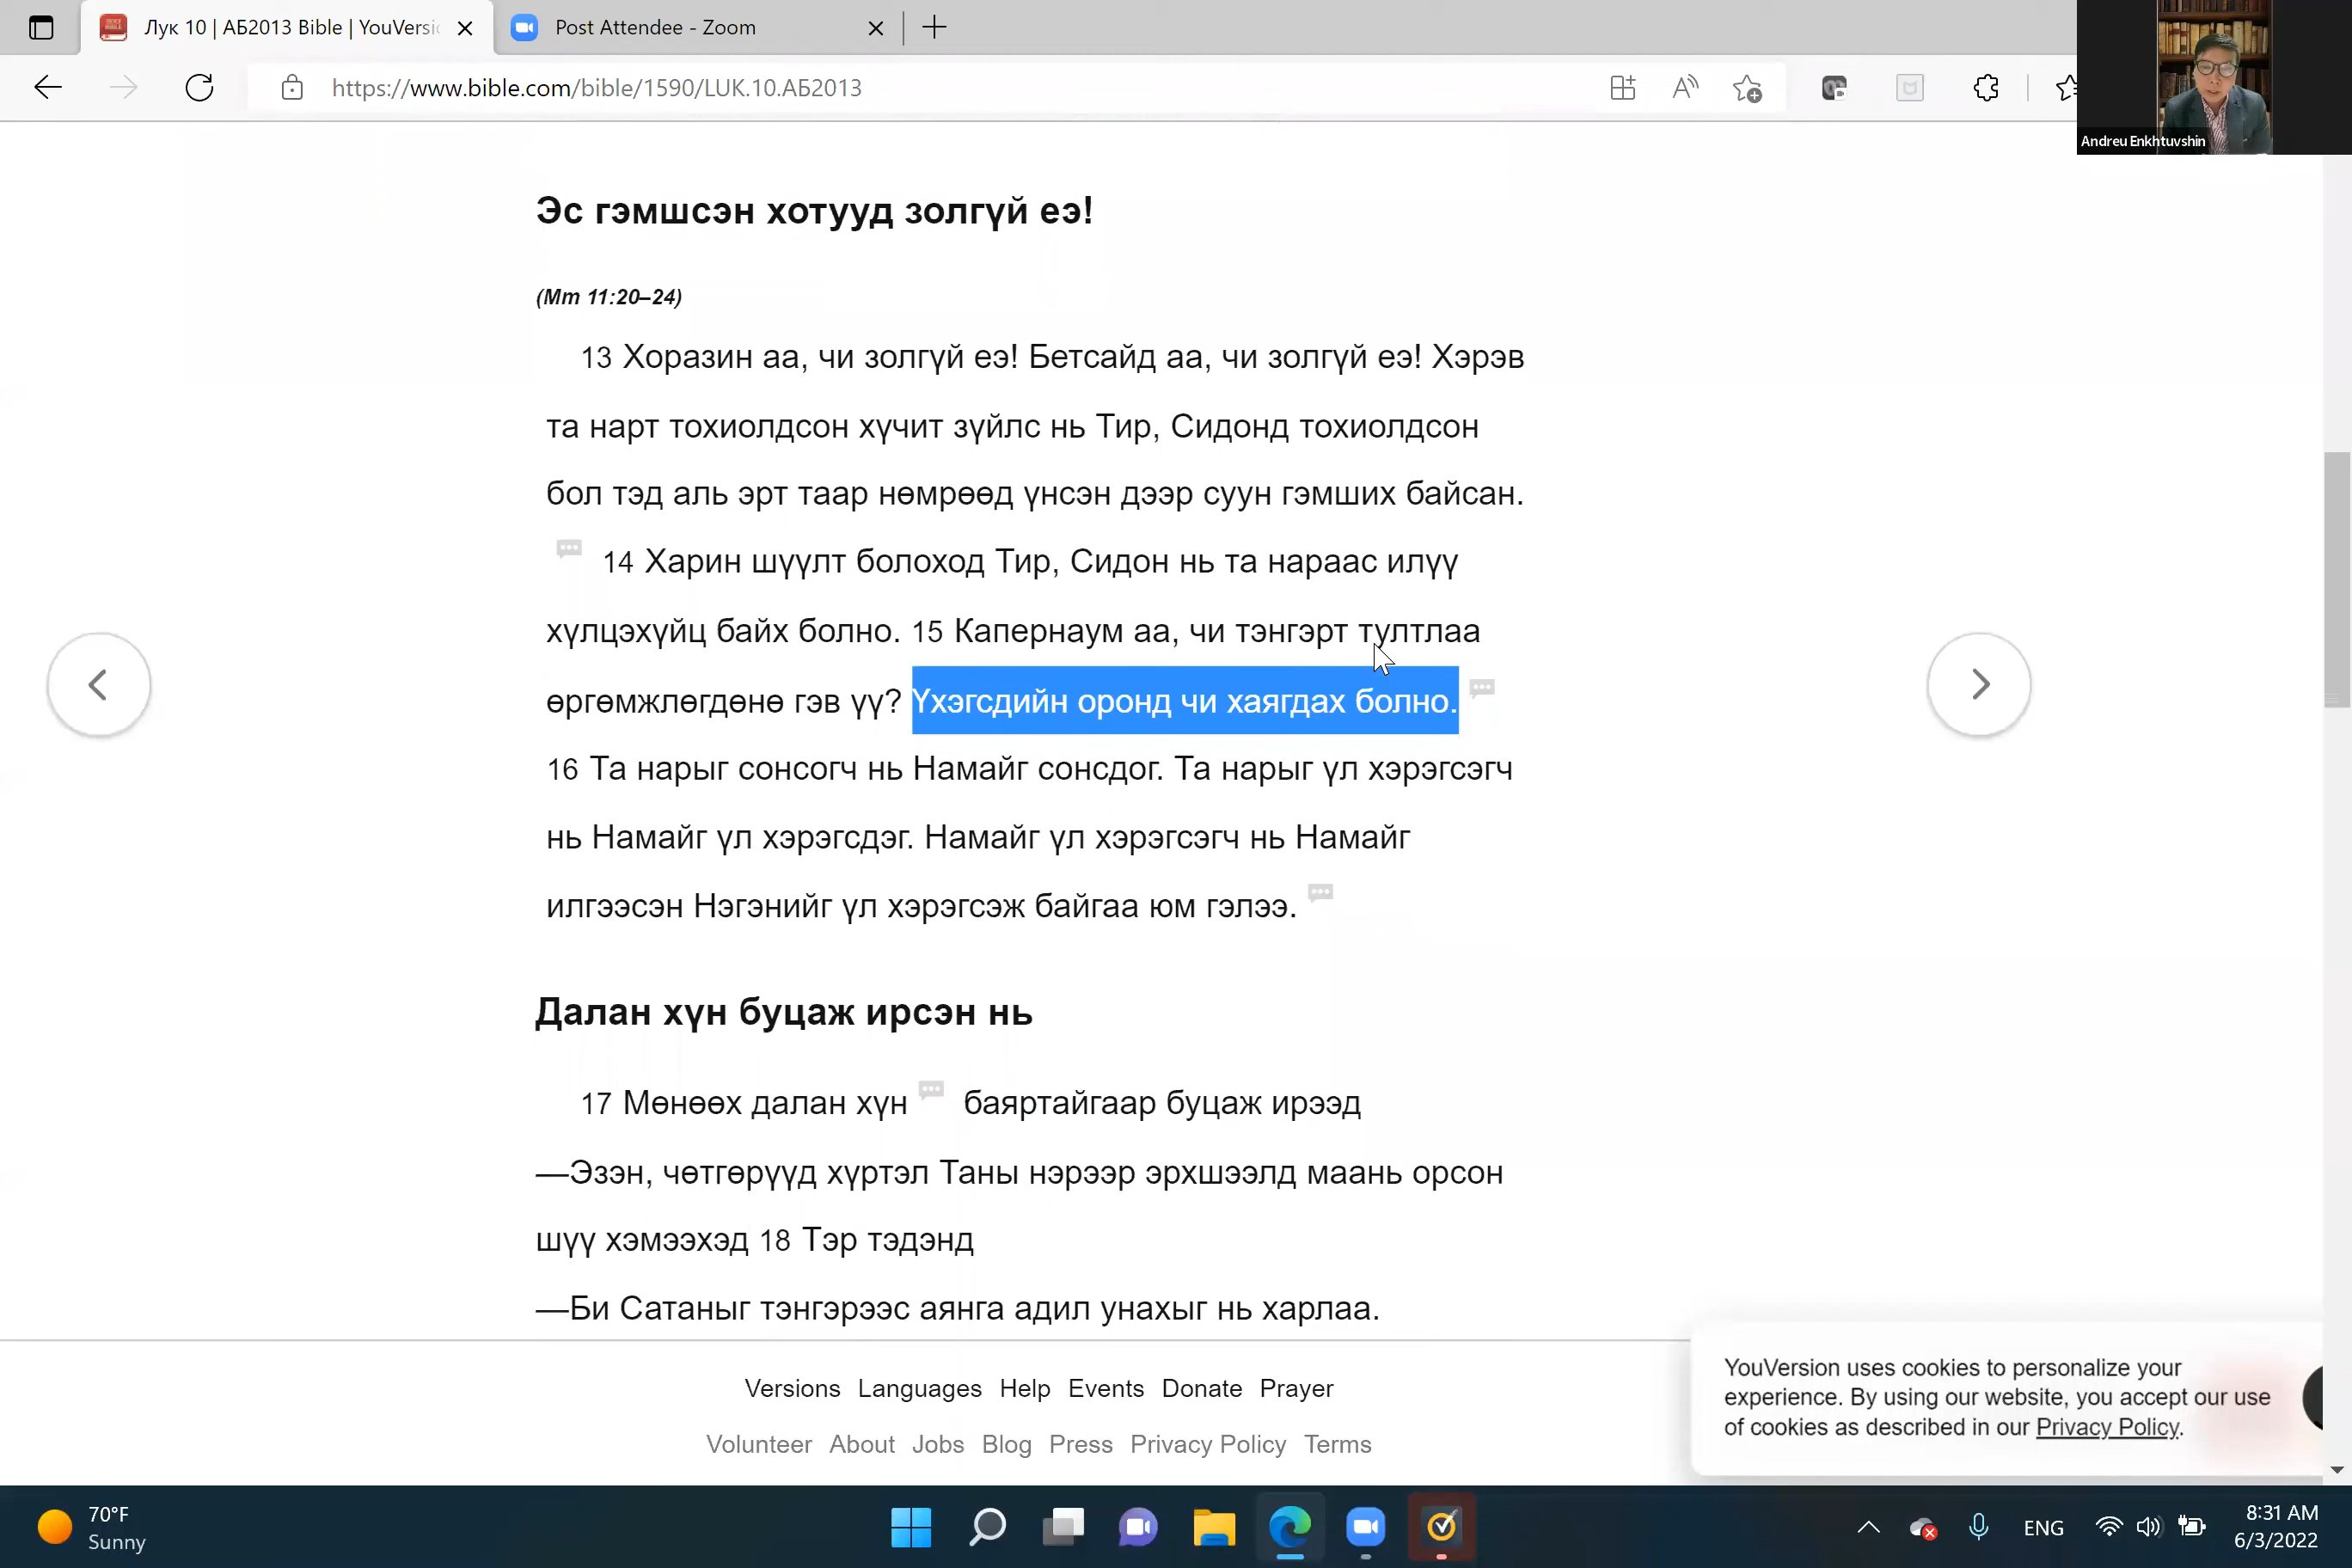 Лук 10 | АБ2013 Bible | YouVersi
Post Attendee - Zoom
https://www.bible.com/bible/1590/LUK.10.АБ2013
Andreu Enkhtuvshin
Эс гэмшсэн хотууд золгүй еэ!
(Мт 11:20–24)
13 Хоразин аа, чи золгүй еэ! Бетсайд аа, чи золгүй еэ! Хэрэв
та нарт тохиолдсон хүчит зүйлс нь Тир, Сидонд тохиолдсон
бол тэд аль эрт таар нөмрөөд үнсэн дээр суун гэмших байсан.
14 Харин шүүлт болоход Тир, Сидон нь та нараас илүү
хүлцэхүйц байх болно. 15 Капернаум аа, чи тэнгэрт тултлаа
өргөмжлөгдөнө гэв үү? Үхэгсдийн оронд чи хаягдах болно.
16 Та нарыг сонсогч нь Намайг сонсдог. Та нарыг үл хэрэгсэгч
нь Намайг үл хэрэгсдэг. Намайг үл хэрэгсэгч нь Намайг
илгээсэн Нэгэнийг үл хэрэгсэж байгаа юм гэлээ.
Далан хүн буцаж ирсэн нь
17 Мөнөөх далан хүн баяртайгаар буцаж ирээд
—Эзэн, чөтгөрүүд хүртэл Таны нэрээр эрхшээлд маань орсон
шүү хэмээхэд 18 Тэр тэдэнд
—Би Сатаныг тэнгэрээс аянга адил унахыг нь харлаа.
Versions Languages Help Events Donate Prayer
Volunteer About Jobs Blog Press Privacy Policy Terms
YouVersion uses cookies to personalize your
experience. By using our website, you accept our use
of cookies as described in our Privacy Policy.
70°F
Sunny
ENG
8:31 AM
6/3/2022